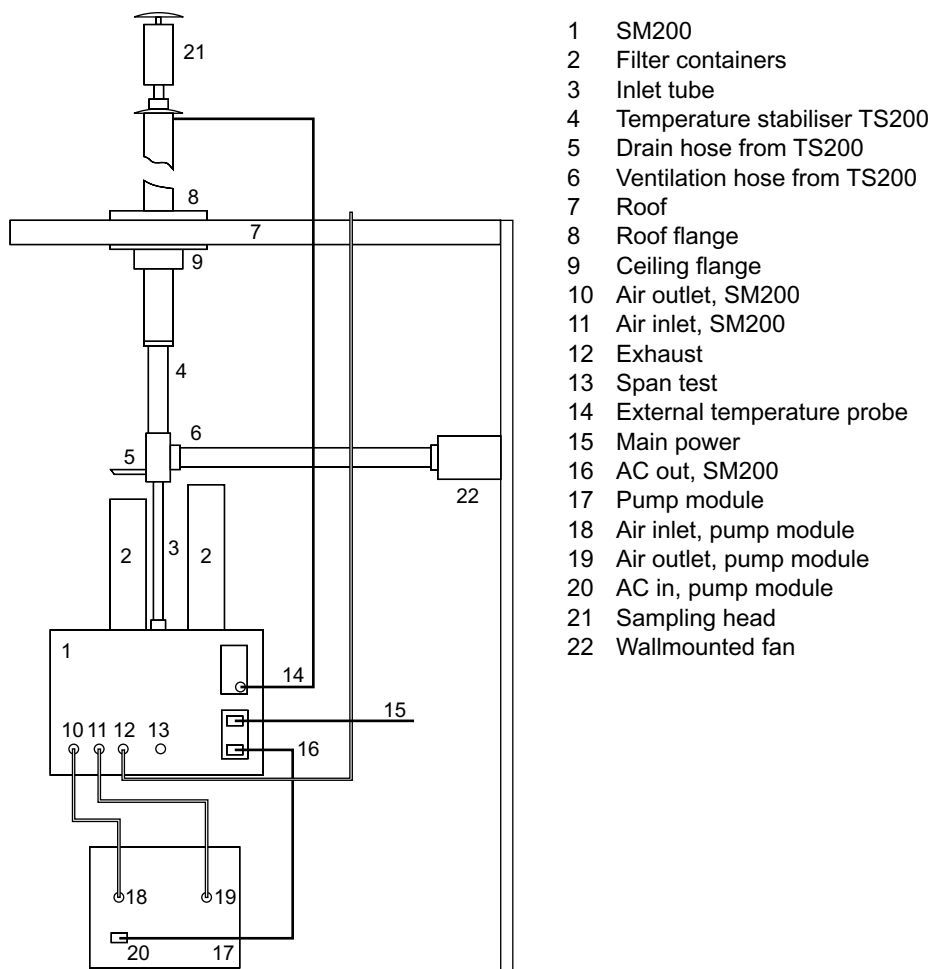 21
8
7
9
4
6
5
22
2
3
2
1
14
15
10 11 12 13
16
18
19
20
17
1 SM200
2 Filter containers
3 Inlet tube
4 Temperature stabiliser TS200
5 Drain hose from TS200
6 Ventilation hose from TS200
7 Roof
8 Roof flange
9 Ceiling flange
10 Air outlet, SM200
11 Air inlet, SM200
12 Exhaust
13 Span test
14 External temperature probe
15 Main power
16 AC out, SM200
17 Pump module
18 Air inlet, pump module
19 Air outlet, pump module
20 AC in, pump module
21 Sampling head
22 Wallmounted fan